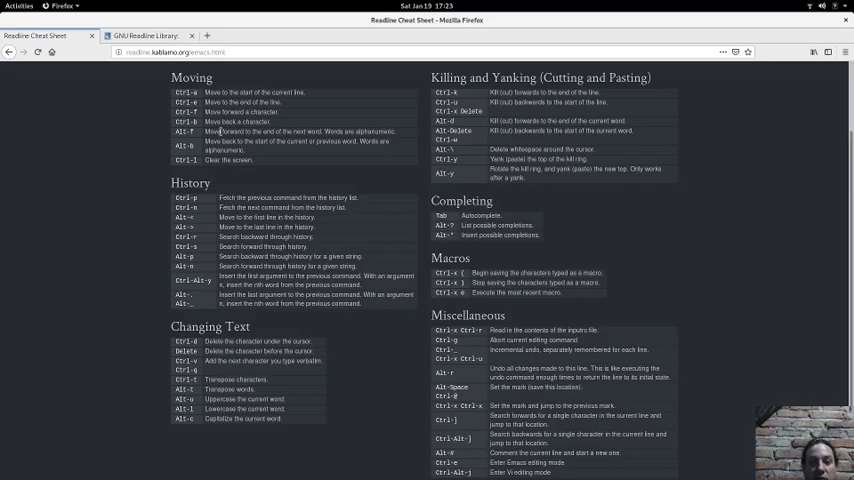 Activities Firefox Sat Jan 19 17:23
Readline Cheat Sheet - Mozilla Firefox
Readline Cheat Sheet GNU Readline Library:
readline.kablamo.org/emacs.html
Moving
Ctrl-a Move to the start of the current line.
Ctrl-e Move to the end of the line.
Ctrl-f Move forward a character.
Ctrl-b Move back a character.
Alt-f Move forward to the end of the next word. Words are alphanumeric.
Alt-b Move back to the start of the current or previous word. Words are
alphanumeric.
Ctrl-l Clear the screen.
History
Ctrl-p Fetch the previous command from the history list.
Ctrl-n Fetch the next command from the history list.
Alt-< Move to the first line in the history.
Alt-> Move to the last line in the history.
Ctrl-r Search backward through history.
Ctrl-s Search forward through history.
Alt-p Search backward through history for a given string.
Alt-n Search forward through history for a given string.
Ctrl-Alt-y Insert the first argument to the previous command. With an argument
n, insert the nth word from the previous command.
Alt-. Insert the last argument to the previous command. With an argument
Alt-_ n, insert the nth word from the previous command.
Changing Text
Ctrl-d Delete the character under the cursor.
Delete Delete the character before the cursor.
Ctrl-v Add the next character you type verbatim.
Ctrl-q
Ctrl-t Transpose characters.
Alt-t Transpose words.
Alt-u Uppercase the current word.
Alt-l Lowercase the current word.
Alt-c Capitalize the current word.
Killing and Yanking (Cutting and Pasting)
Ctrl-k Kill (cut) forwards to the end of the line.
Ctrl-u Kill (cut) backwards to the start of the line.
Ctrl-x Delete
Alt-d Kill (cut) forwards to the end of the current word.
Alt-Delete Kill (cut) backwards to the start of the current word.
Ctrl-w
Alt-\ Delete whitespace around the cursor.
Ctrl-y Yank (paste) the top of the kill ring.
Alt-y Rotate the kill ring, and yank (paste) the new top. Only works
after a yank.
Completing
Tab Autocomplete.
Alt-? List possible completions.
Alt-* Insert possible completions.
Macros
Ctrl-x ( Begin saving the characters typed as a macro.
Ctrl-x ) Stop saving the characters typed as a macro.
Ctrl-x e Execute the most recent macro.
Miscellaneous
Ctrl-x Ctrl-r Read in the contents of the inputrc file.
Ctrl-g Abort current editing command
Ctrl-_ Incremental undo, separately remembered for each line.
Ctrl-x Ctrl-u
Alt-r Undo all changes made to this line. This is like executing the
undo command enough times to return the line to its initial state.
Alt-Space Set the mark (save this location).
Ctrl-@
Ctrl-x Ctrl-x Set the mark and jump to the previous mark.
Ctrl-] Search forwards for a single character in the current line and
jump to that location.
Ctrl-Alt-] Search backwards for a single character in the current line and
jump to that location.
Alt-# Comment the current line and start a new one.
Ctrl-e Enter Emacs editing mode
Ctrl-Alt-j Enter Vi editing mode